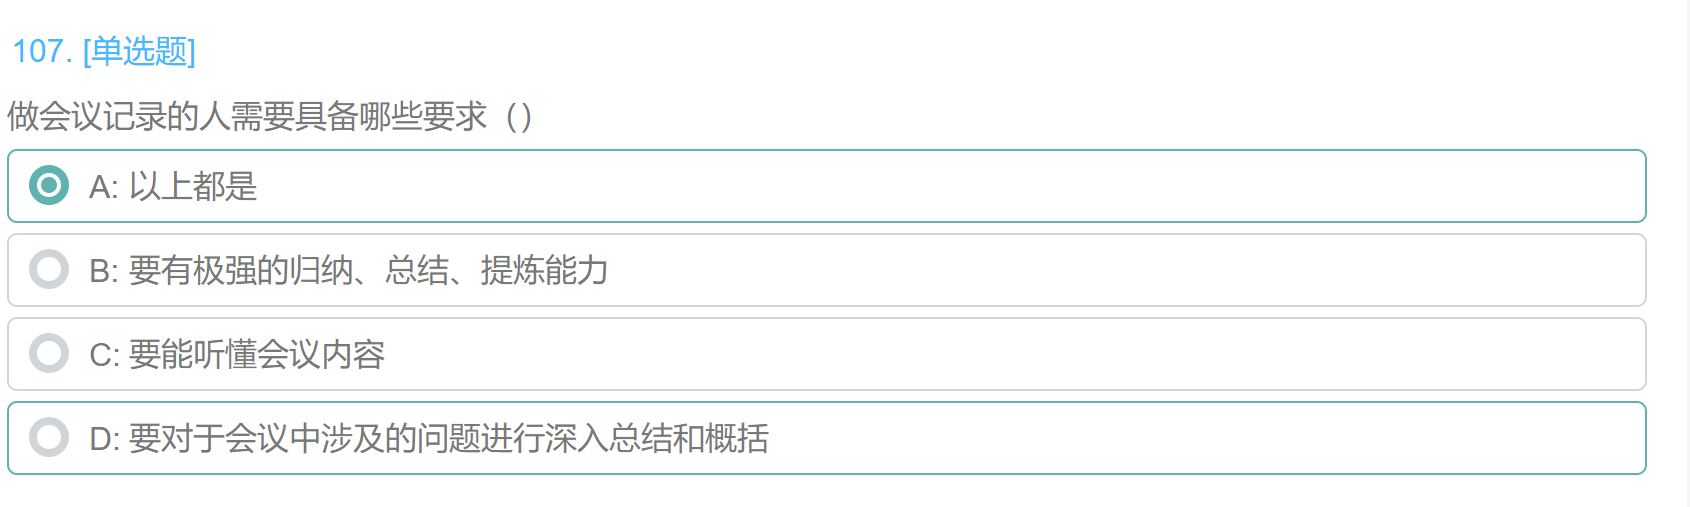 107. [单选题]
做会议记录的人需要具备哪些要求（）
A: 以上都是
B: 要有极强的归纳、总结、提炼能力
C: 要能听懂会议内容
D: 要对于会议中涉及的问题进行深入总结和概括